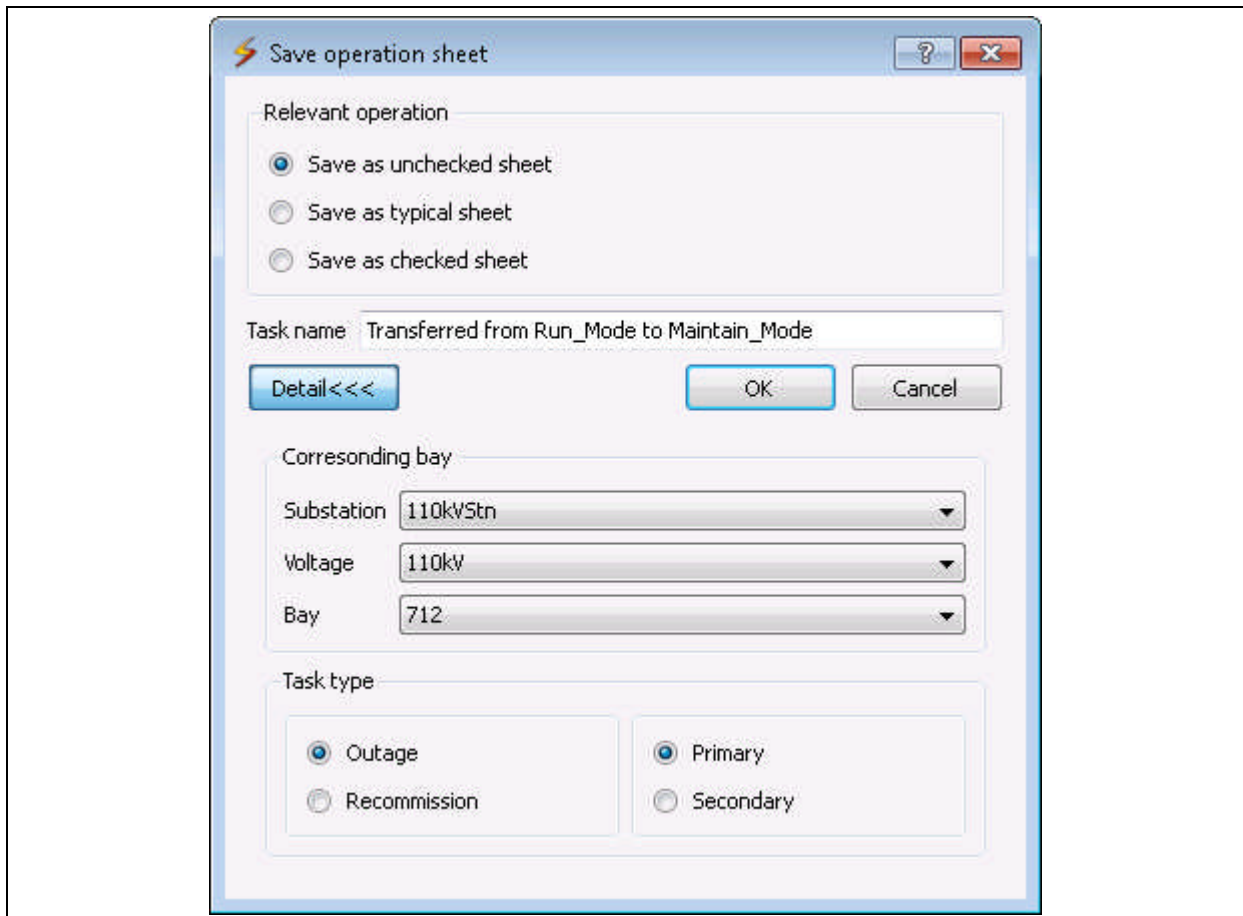 Save operation sheet
Relevant operation
Save as unchecked sheet
Save as typical sheet
Save as checked sheet
Task name Transferred from Run_Mode to Maintain_Mode
Detail<<< OK Cancel
Corresonding bay
Substation 110kVStn
Voltage 110kV
Bay 712
Task type
Outage Primary
Recommission Secondary